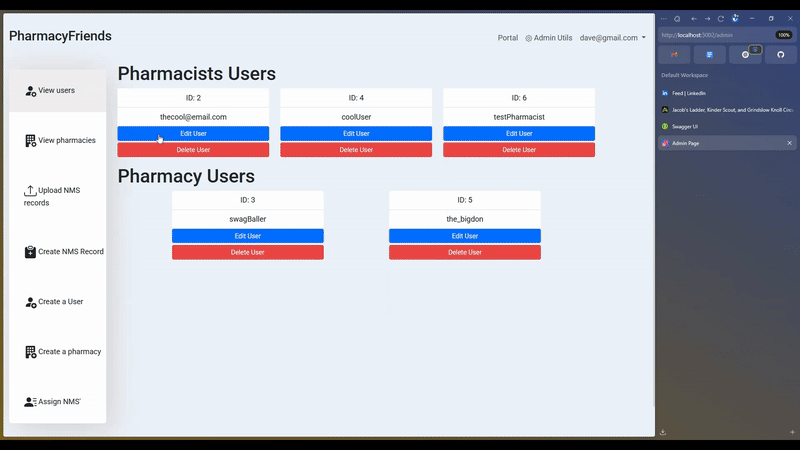 PharmacyFriends
Portal
Admin Utils
dave@gmail.com
View users
View pharmacies
Upload NMS
records
Create NMS Record
Create a User
Create a pharmacy
Assign NMS'
Pharmacists Users
ID: 2
thecool@email.com
Edit User
Delete User
ID: 4
coolUser
Edit User
Delete User
ID: 6
testPharmacist
Edit User
Delete User
Pharmacy Users
ID: 3
swagBaller
Edit User
Delete User
ID: 5
the_bigdon
Edit User
Delete User
http://localhost:3002/admin
100%
Default Workspace
Feed | LinkedIn
Jacob's Ladder, Kinder Scout, and Grindslow Knoll Circ
Swagger UI
Admin Page